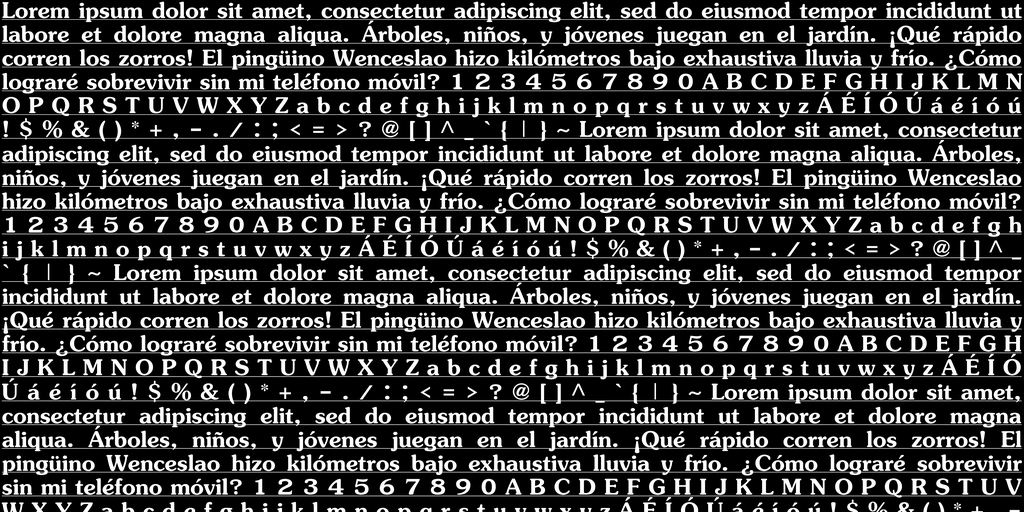 Lorem ipsum dolor sit amet, consectetur adipiscing elit, sed do eiusmod tempor incididunt ut
labore et dolore magna aliqua. Árboles, niños, y jóvenes juegan en el jardín. ¡Qué rápido
corren los zorros! El pingüino Wenceslao hizo kilómetros bajo exhaustiva lluvia y frío. ¿Cómo
lograré sobrevivir sin mi teléfono móvil? 1 2 3 4 5 6 7 8 9 0 A B C D E F G H I J K L M N
O P Q R S T U V W X Y Z a b c d e f g h i j k l m n o p q r s t u v w x y z Á É Í Ó Ú á é í ó ú
! $ % & ( ) * + , - . / : ; < = > ? @ [ ] ^ _ ` { | } ~ Lorem ipsum dolor sit amet, consectetur
adipiscing elit, sed do eiusmod tempor incididunt ut labore et dolore magna aliqua. Árboles,
niños, y jóvenes juegan en el jardín. ¡Qué rápido corren los zorros! El pingüino Wenceslao
hizo kilómetros bajo exhaustiva lluvia y frío. ¿Cómo lograré sobrevivir sin mi teléfono móvil?
1 2 3 4 5 6 7 8 9 0 A B C D E F G H I J K L M N O P Q R S T U V W X Y Z a b c d e f g h
i j k l m n o p q r s t u v w x y z Á É Í Ó Ú á é í ó ú ! $ % & ( ) * + , - . / : ; < = > ? @ [ ] ^ _
` { | } ~ Lorem ipsum dolor sit amet, consectetur adipiscing elit, sed do eiusmod tempor
incididunt ut labore et dolore magna aliqua. Árboles, niños, y jóvenes juegan en el jardín.
¡Qué rápido corren los zorros! El pingüino Wenceslao hizo kilómetros bajo exhaustiva lluvia y
frío. ¿Cómo lograré sobrevivir sin mi teléfono móvil? 1 2 3 4 5 6 7 8 9 0 A B C D E F G H
I J K L M N O P Q R S T U V W X Y Z a b c d e f g h i j k l m n o p q r s t u v w x y z Á É Í Ó
Ú á é í ó ú ! $ % & ( ) * + , - . / : ; < = > ? @ [ ] ^ _ ` { | } ~ Lorem ipsum dolor sit amet,
consectetur adipiscing elit, sed do eiusmod tempor incididunt ut labore et dolore magna
aliqua. Árboles, niños, y jóvenes juegan en el jardín. ¡Qué rápido corren los zorros! El
pingüino Wenceslao hizo kilómetros bajo exhaustiva lluvia y frío. ¿Cómo lograré sobrevivir
sin mi teléfono móvil? 1 2 3 4 5 6 7 8 9 0 A B C D E F G H I J K L M N O P Q R S T U V
W X Y Z a b c d e f g h i j k l m n o p q r s t u v w x y z Á É Í Ó Ú á é í ó ú ! $ % & ( ) * + , -